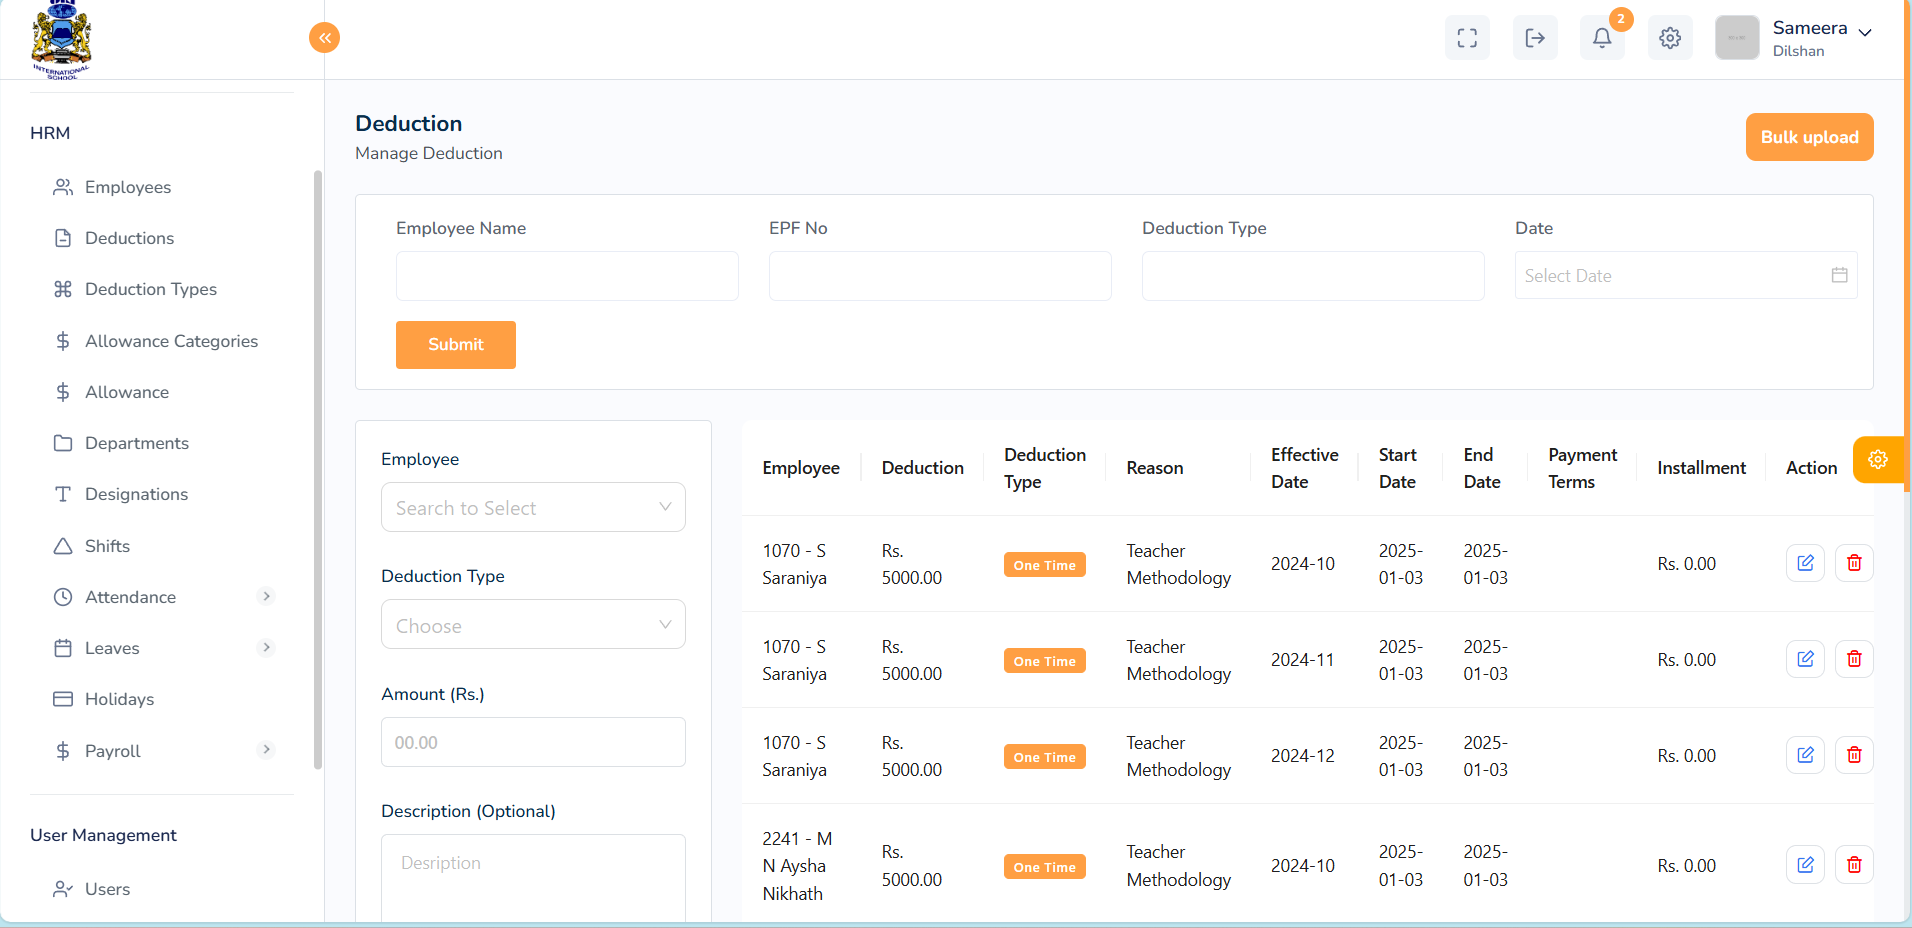 INTERNATIONAL
SCHOOL
2
Sameera
Dilshan
HRM
Employees
Deductions
Deduction Types
Allowance Categories
Allowance
Departments
Designations
Shifts
Attendance
Leaves
Holidays
Payroll
User Management
Users
Deduction
Manage Deduction
Bulk upload
Employee Name
EPF No
Deduction Type
Date
Select Date
Submit
Employee
Search to Select
Deduction Type
Choose
Amount (Rs.)
00.00
Description (Optional)
Desription
Employee Deduction Deduction Type Reason Effective Date Start Date End Date Payment Terms Installment Action
1070 - S Saraniya Rs. 5000.00 One Time Teacher Methodology 2024-10 2025-01-03 2025-01-03 Rs. 0.00
1070 - S Saraniya Rs. 5000.00 One Time Teacher Methodology 2024-11 2025-01-03 2025-01-03 Rs. 0.00
1070 - S Saraniya Rs. 5000.00 One Time Teacher Methodology 2024-12 2025-01-03 2025-01-03 Rs. 0.00
2241 - M N Aysha Nikhath Rs. 5000.00 One Time Teacher Methodology 2024-10 2025-01-03 2025-01-03 Rs. 0.00